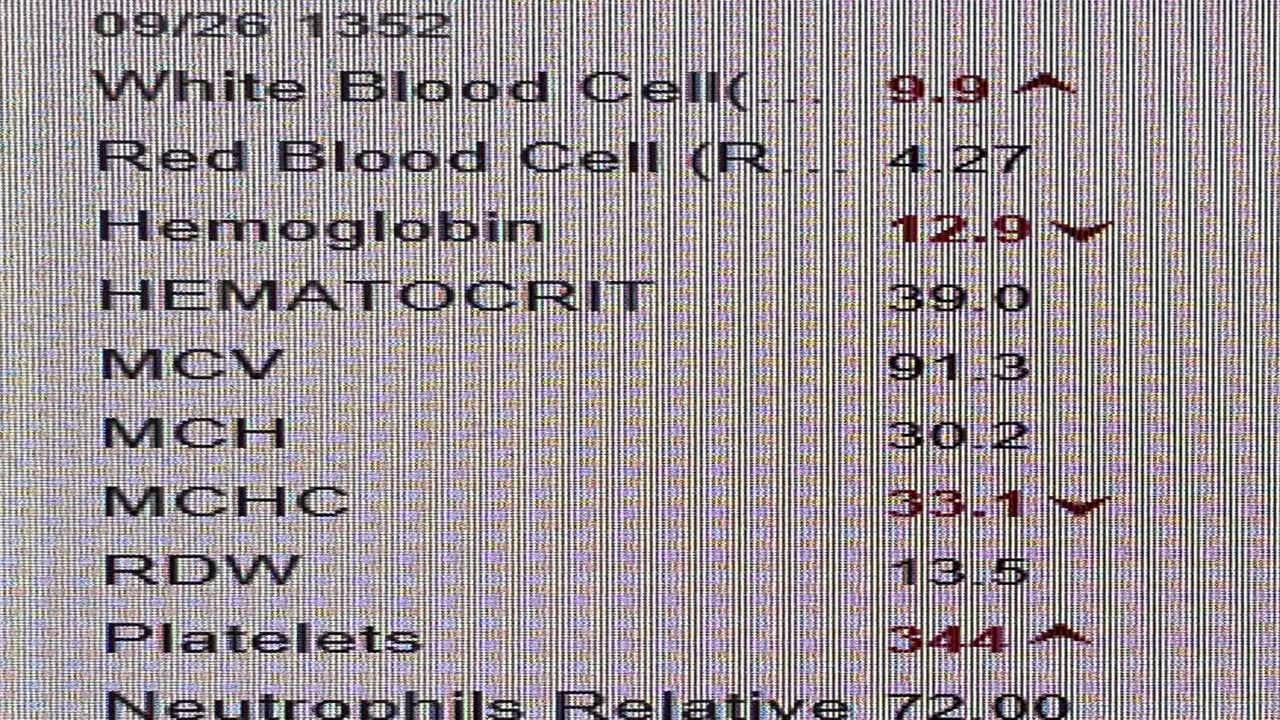 09/26 1352
White Blood Cell(... 9.9 ^
Red Blood Cell (R... 4.27
Hemoglobin 12.9 ⌄
HEMATOCRIT 39.0
MCV 91.3
MCH 30.2
MCHC 33.1 ⌄
RDW 13.5
Platelets 344 ^
Neutrophils Relative 72.00